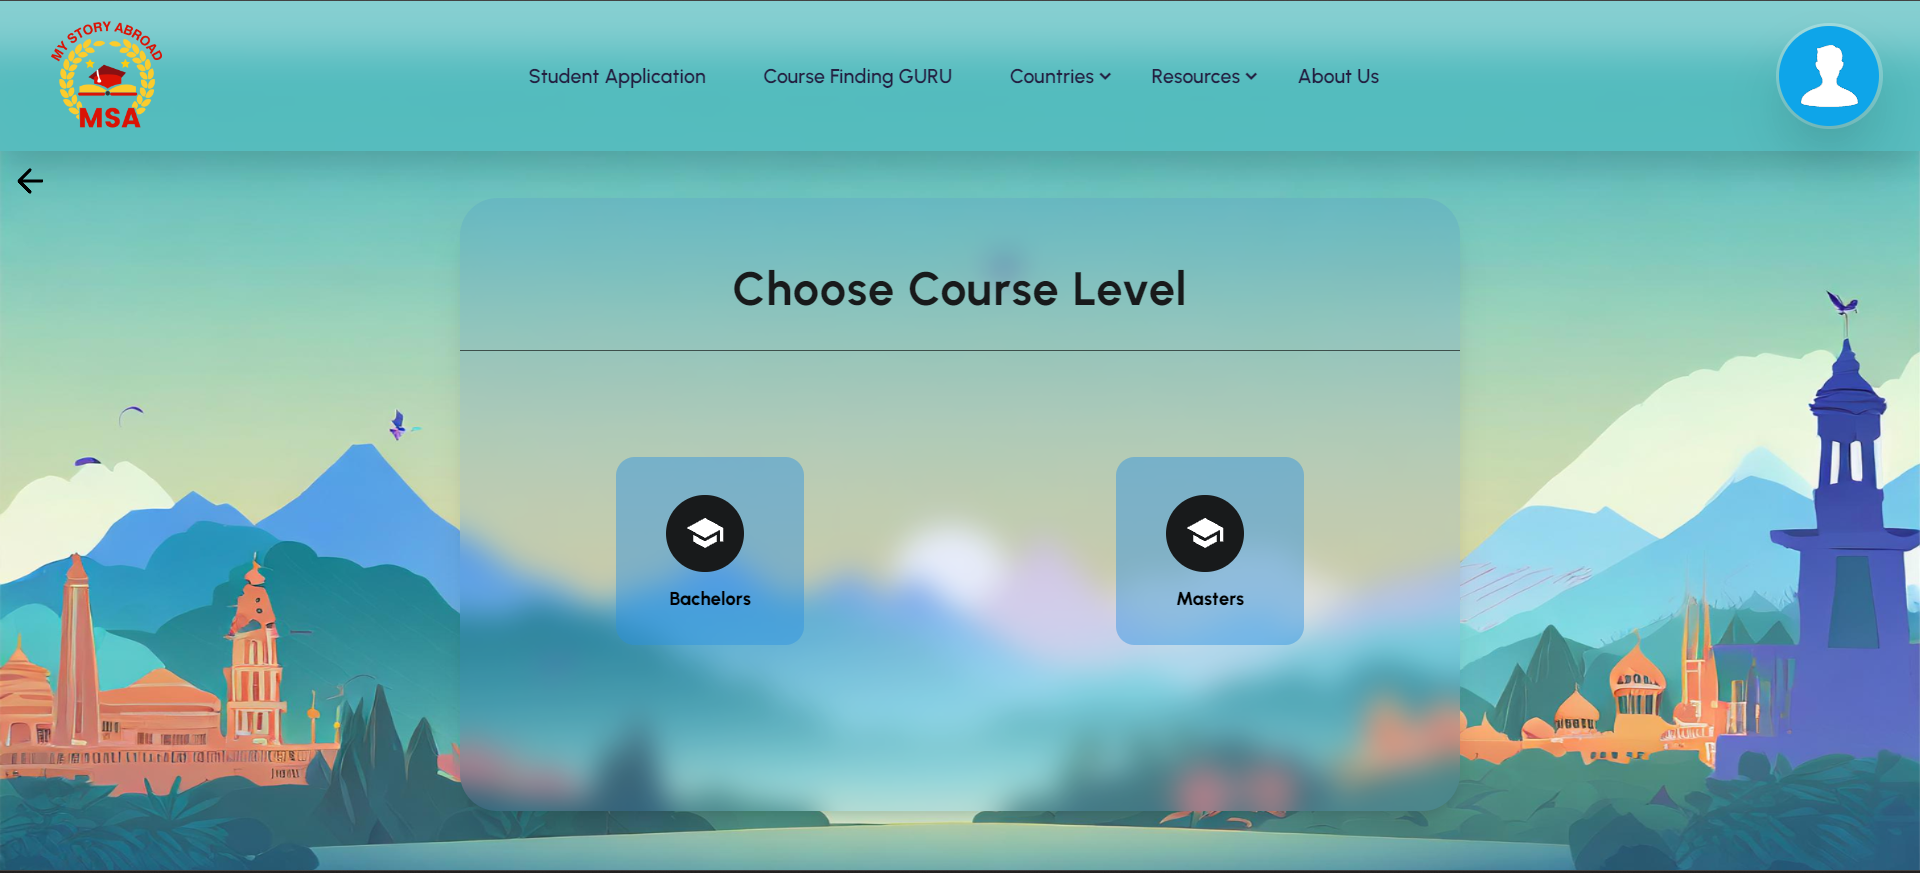 MY STORY ABROAD
MSA
Student Application
Course Finding GURU
Countries
Resources
About Us
Choose Course Level
Bachelors
Masters